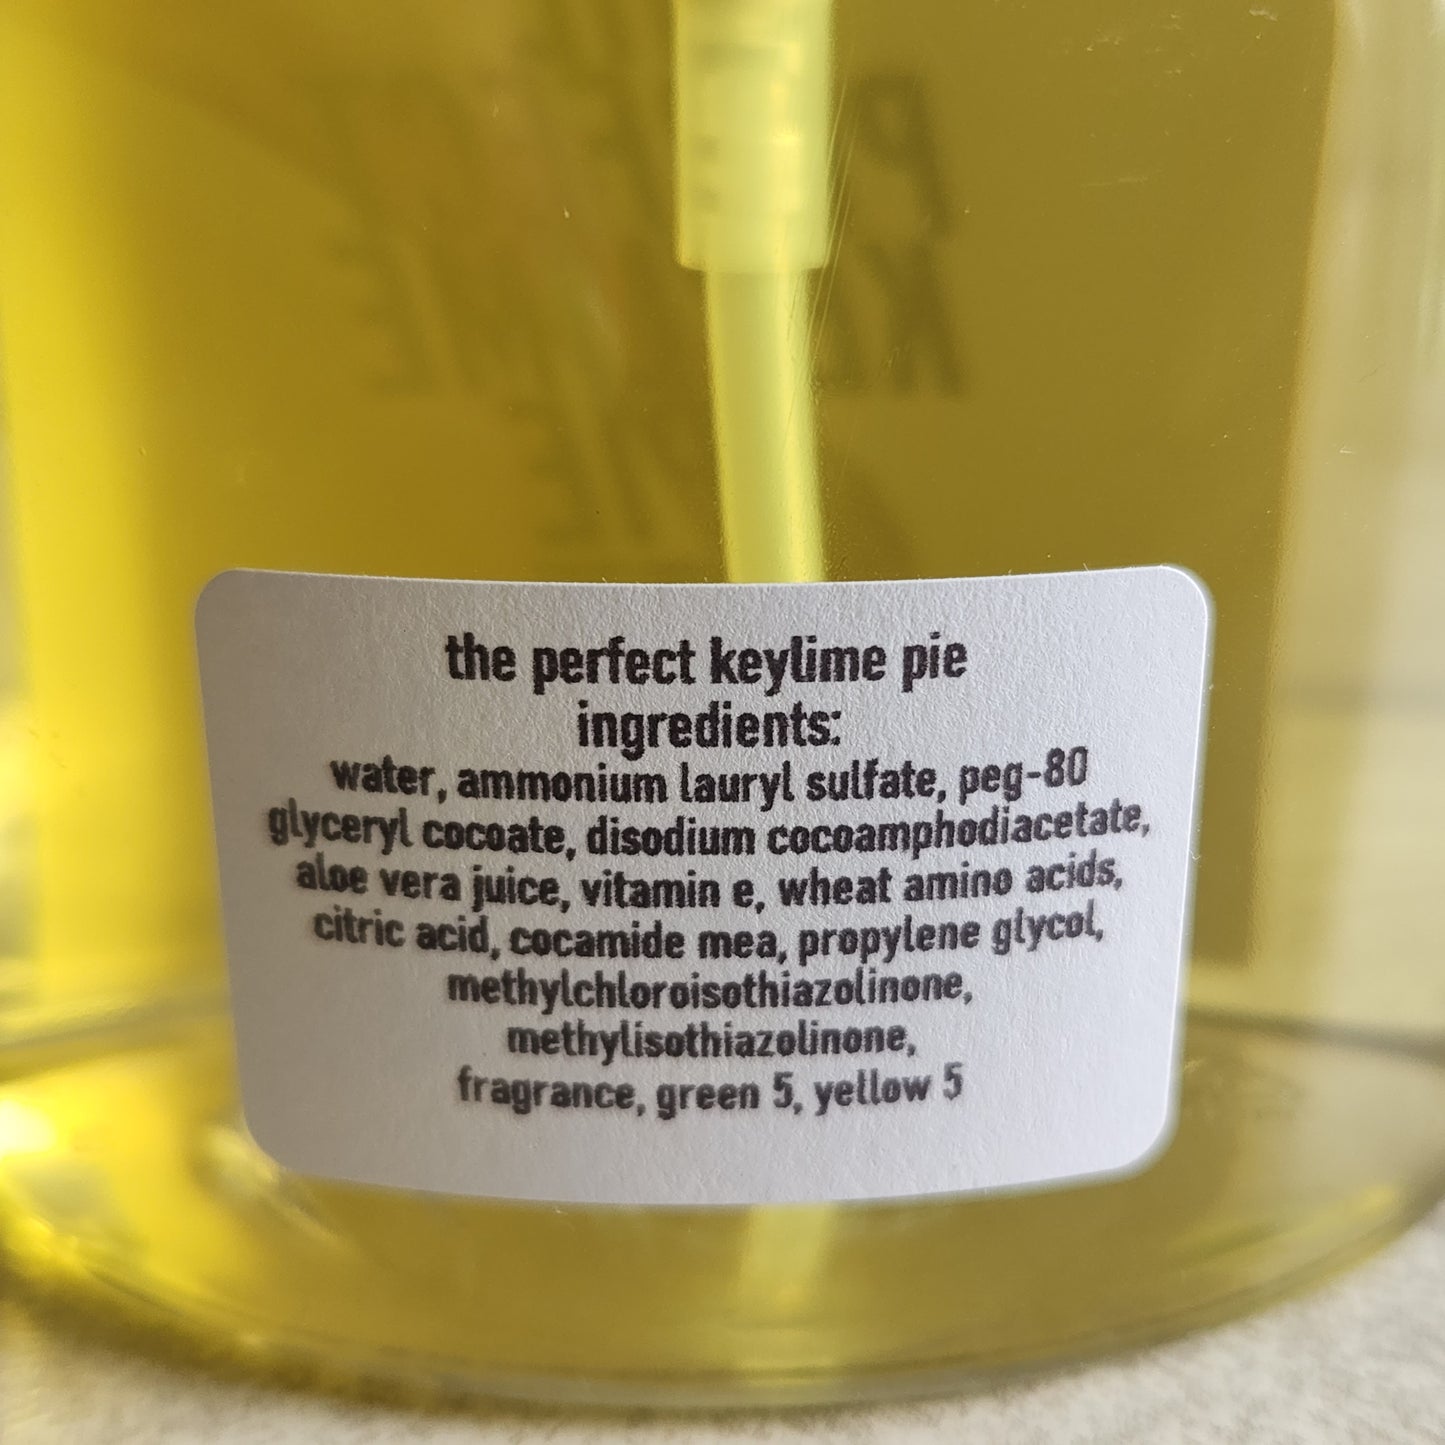 the perfect keylime pie
ingredients:
water, ammonium lauryl sulfate, peg-80
glyceryl cocoate, disodium cocoamphodiacetate,
aloe vera juice, vitamin e, wheat amino acids,
citric acid, cocamide mea, propylene glycol,
methylchloroisothiazolinone,
methylisothiazolinone,
fragrance, green 5, yellow 5